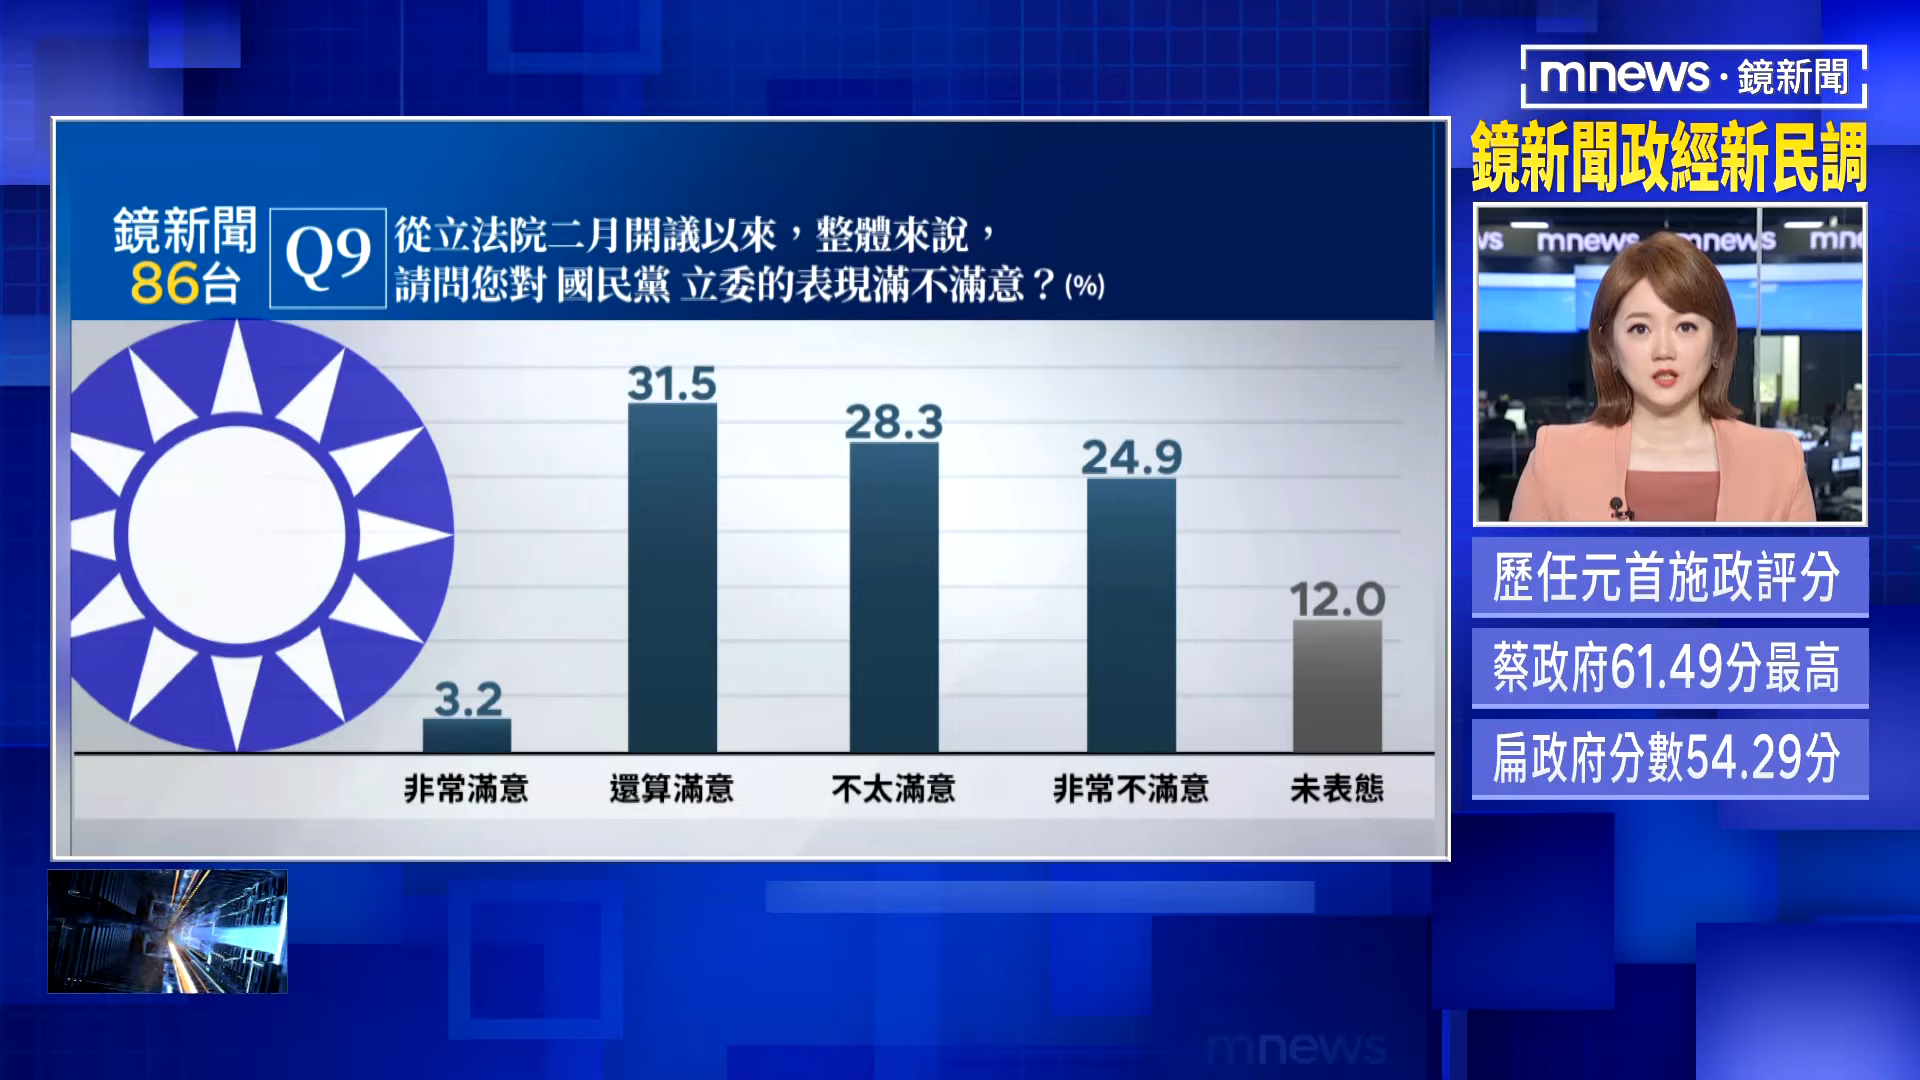 mnews·鏡新聞
鏡新聞政經新民調
鏡新聞
86台
Q9
從立法院二月開議以來，整體來說，
請問您對 國民黨 立委的表現滿不滿意？(%)
3.2
31.5
28.3
24.9
12.0
非常滿意
還算滿意
不太滿意
非常不滿意
未表態
mnews
mnews
歷任元首施政評分
蔡政府61.49分最高
扁政府分數54.29分
mnews